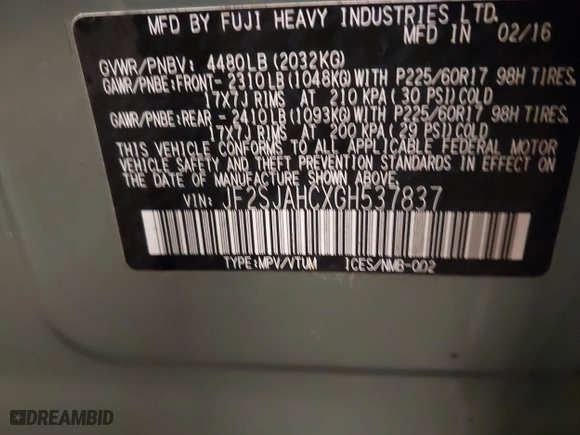 MFD BY FUJI HEAVY INDUSTRIES LTD.
MFD IN 02/16
GVWR/PNBV: 4480LB (2032KG)
GAWR/PNBE:FRONT-2310LB(1048KG)WITH P225/60R17 98H TIRES,
17X7J RIMS AT 210 KPA( 30 PSI)COLD
GAWR/PNBE:REAR -2410LB(1093KG)WITH P225/60R17 98H TIRES,
17X7J RIMS AT 200 KPA( 29 PSI)COLD
THIS VEHICLE CONFORMS TO ALL APPLICABLE FEDERAL MOTOR
VEHICLE SAFETY AND THEFT PREVENTION STANDARDS IN EFFECT
ON THE DATE OF MANUFACTURE SHOWN ABOVE.
VIN: JF2SJAHCXGH537837
TYPE:MPV/VTUM ICES/NMB-002
DREAMBID